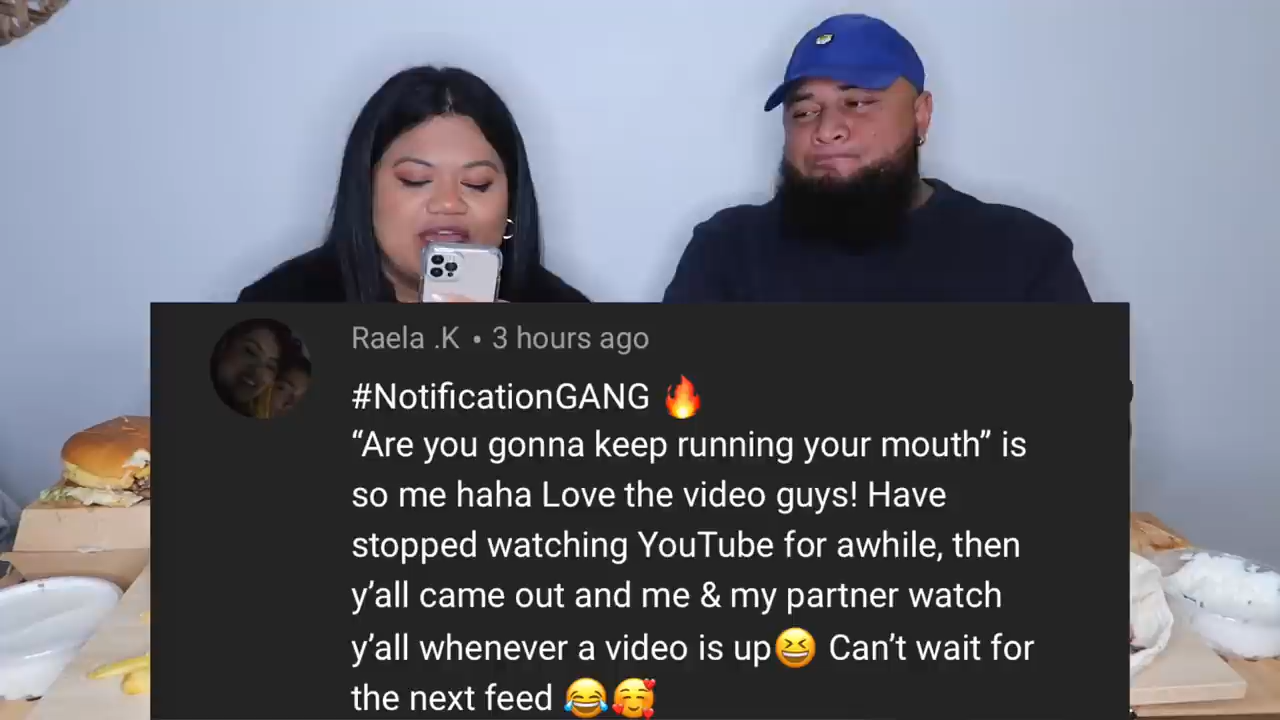 Raela .K • 3 hours ago
#NotificationGANG 🔥
“Are you gonna keep running your mouth” is
so me haha Love the video guys! Have
stopped watching YouTube for awhile, then
y’all came out and me & my partner watch
y’all whenever a video is up😆 Can’t wait for
the next feed 😂🥰